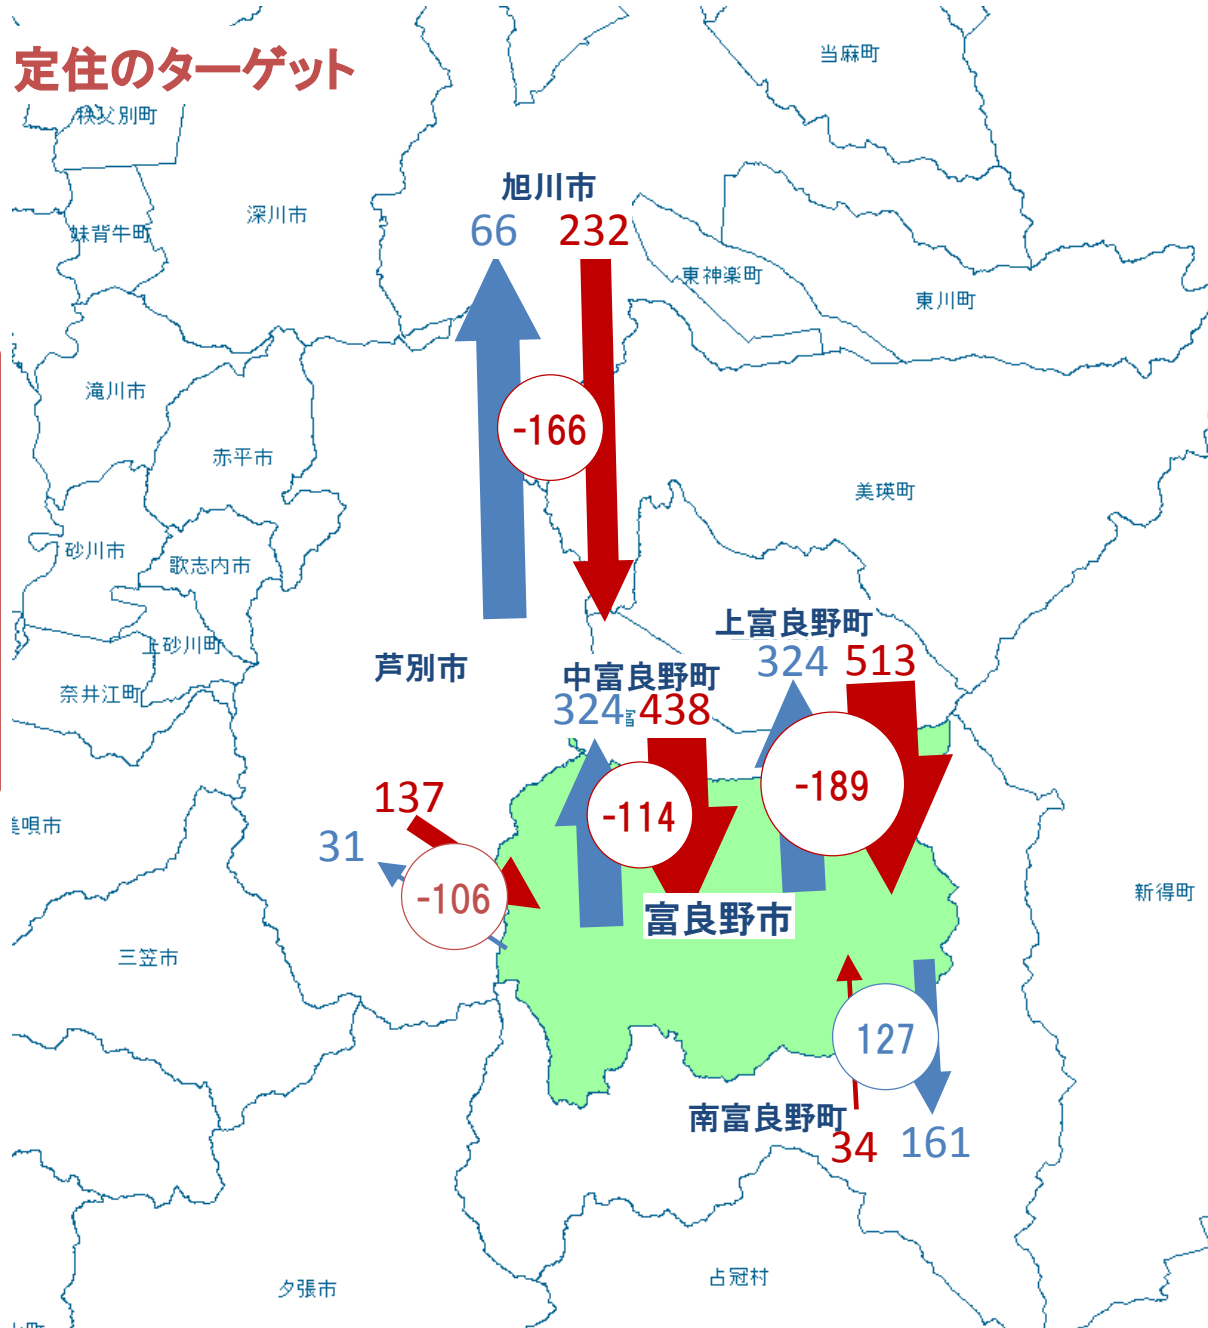 定住のターゲット
当麻町
秩父別町
旭川市
深川市
66 232
妹背牛町
東神楽町
東川町
滝川市
-166
赤平市
美瑛町
砂川市
歌志内市
上富良野町
上砂川町
324 513
芦別市
中富良野町
奈井江町
324 438
富
-189
137
-114
31
-106
富良野市
新得町
三笠市
127
南富良野町
34 161
占冠村
夕張市